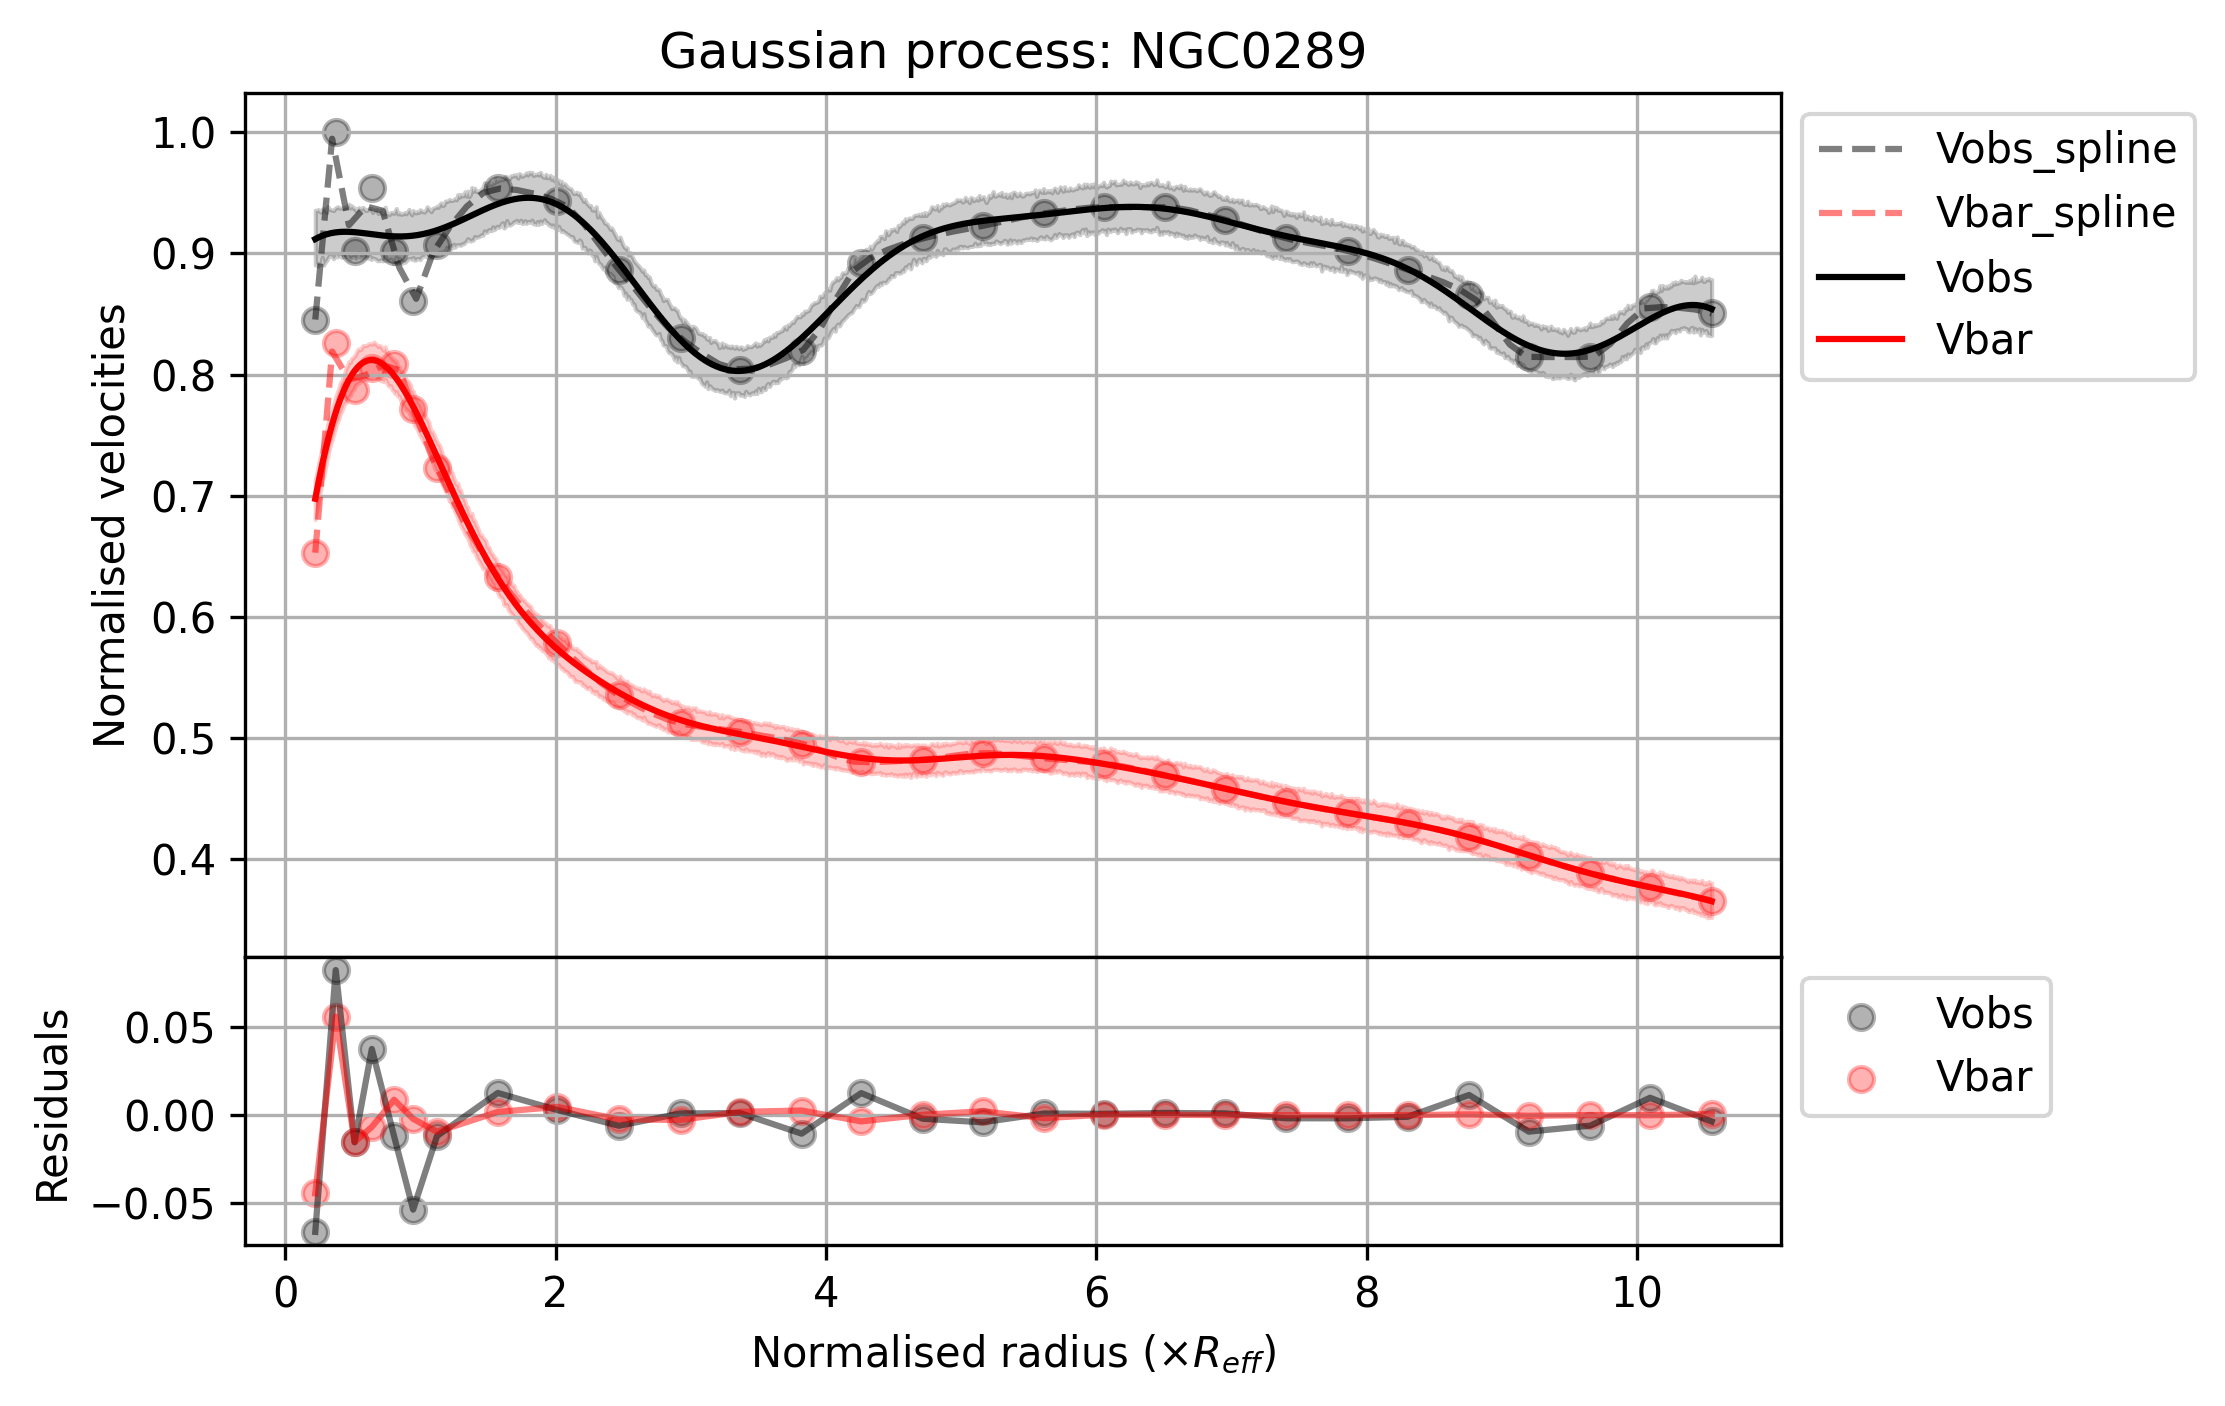 Gaussian process: NGC0289
Normalised velocities
1.0
0.9
0.8
0.7
0.6
0.5
0.4
Vobs_spline
Vbar_spline
Vobs
Vbar
Residuals
0.05
0.00
−0.05
Vobs
Vbar
0 2 4 6 8 10
Normalised radius (×R_eff)